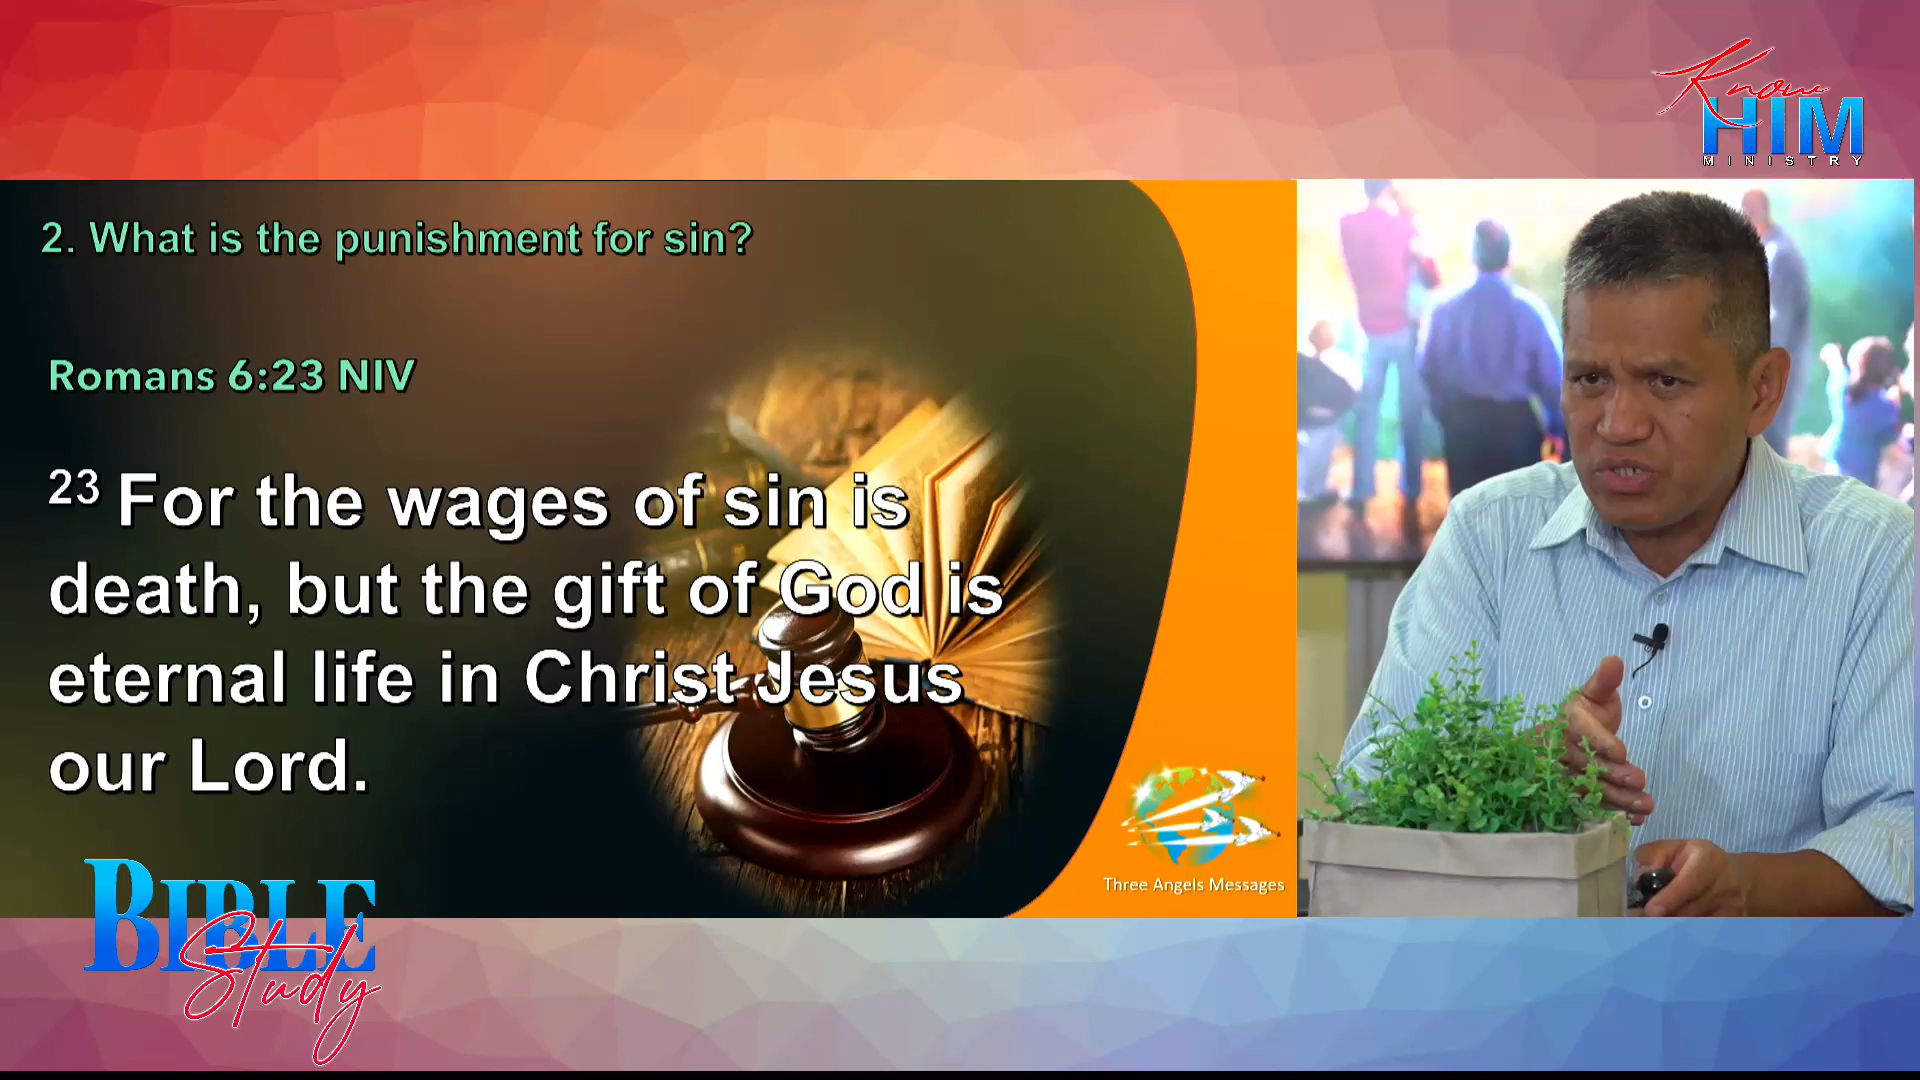 Know
HIM
MINISTRY
2. What is the punishment for sin?
Romans 6:23 NIV
23 For the wages of sin is
death, but the gift of God is
eternal life in Christ Jesus
our Lord.
Three Angels Messages
BIBLE
Study